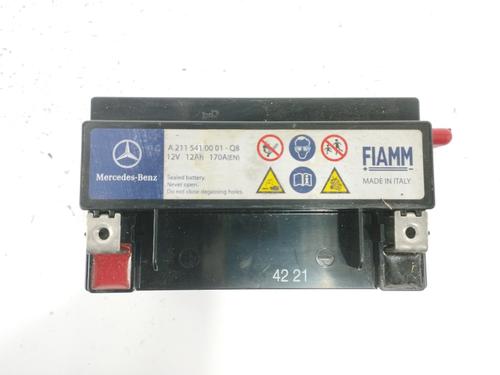 A 211 541 00 01 - Q8
12V 12Ah 170A(EN)
Mercedes-Benz
Sealed battery.
Never open.
Do not close degassing holes.
FIAMM
MADE IN ITALY
42 21